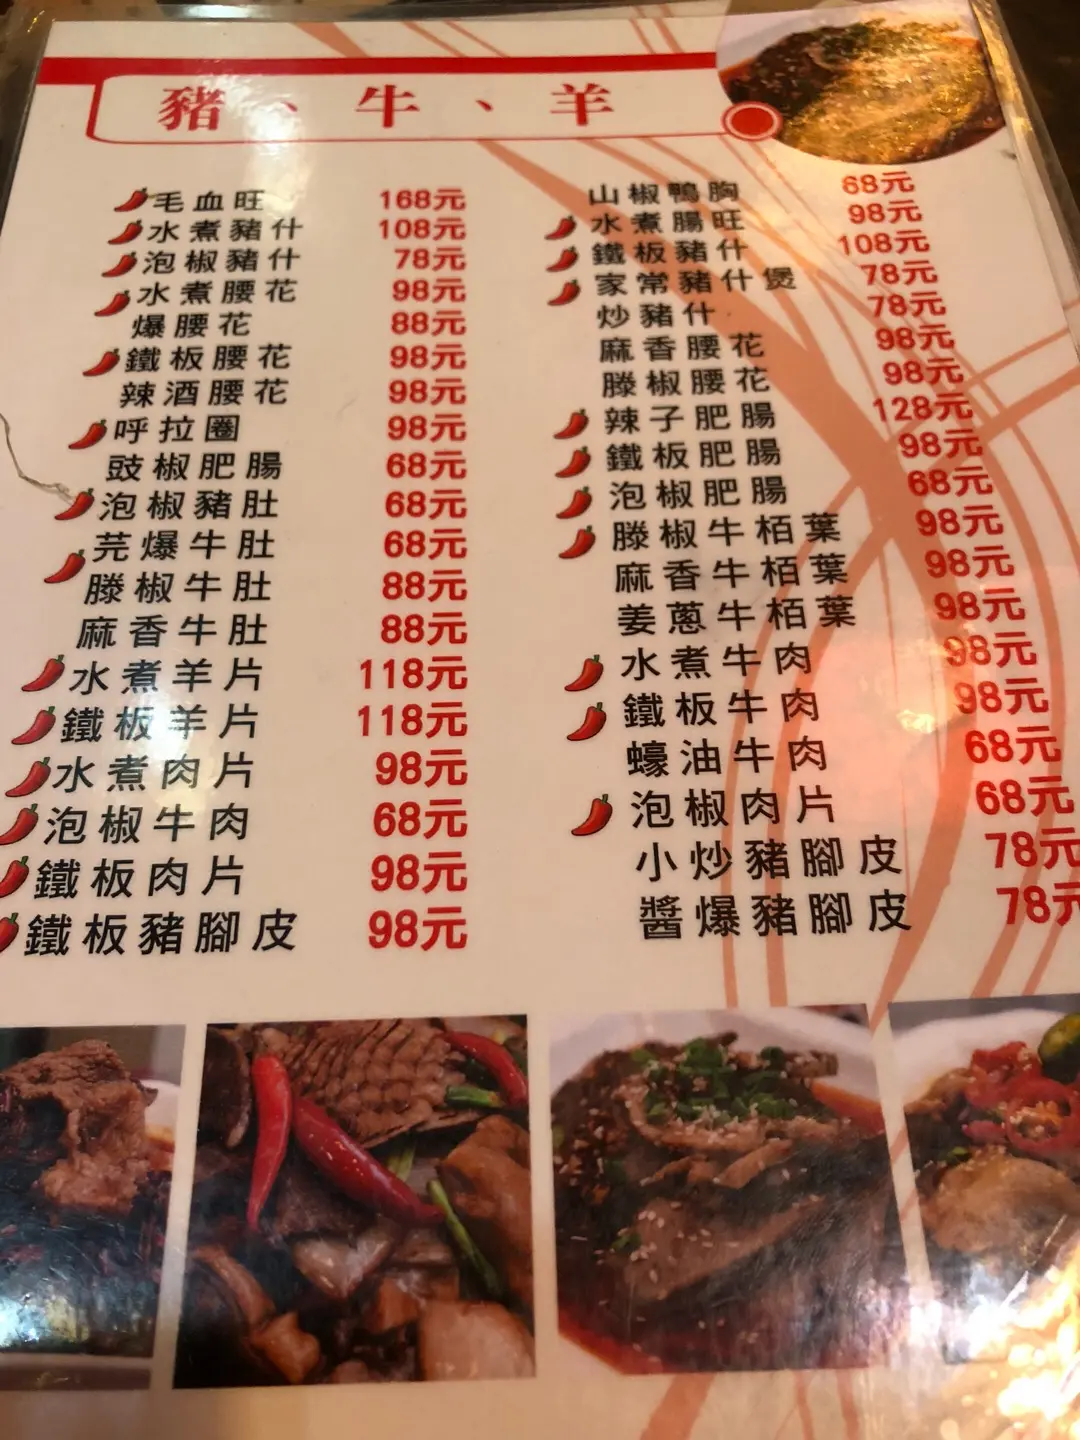 豬、牛、羊
毛血旺 168元
水煮豬什 108元
泡椒豬什 78元
水煮腰花 98元
爆腰花 88元
鐵板腰花 98元
辣酒腰花 98元
呼拉圈 98元
豉椒肥腸 68元
泡椒豬肚 68元
芫爆牛肚 68元
滕椒牛肚 88元
麻香牛肚 88元
水煮羊片 118元
鐵板羊片 118元
水煮肉片 98元
泡椒牛肉 68元
鐵板肉片 98元
鐵板豬腳皮 98元
山椒鴨胸 68元
水煮腸旺 98元
鐵板豬什 108元
家常豬什煲 78元
炒豬什 78元
麻香腰花 98元
滕椒腰花 98元
辣子肥腸 128元
鐵板肥腸 98元
泡椒肥腸 68元
滕椒牛栢葉 98元
麻香牛栢葉 98元
姜蔥牛栢葉 98元
水煮牛肉 98元
鐵板牛肉 98元
蠔油牛肉 68元
泡椒肉片 68元
小炒豬腳皮 78元
醬爆豬腳皮 78元